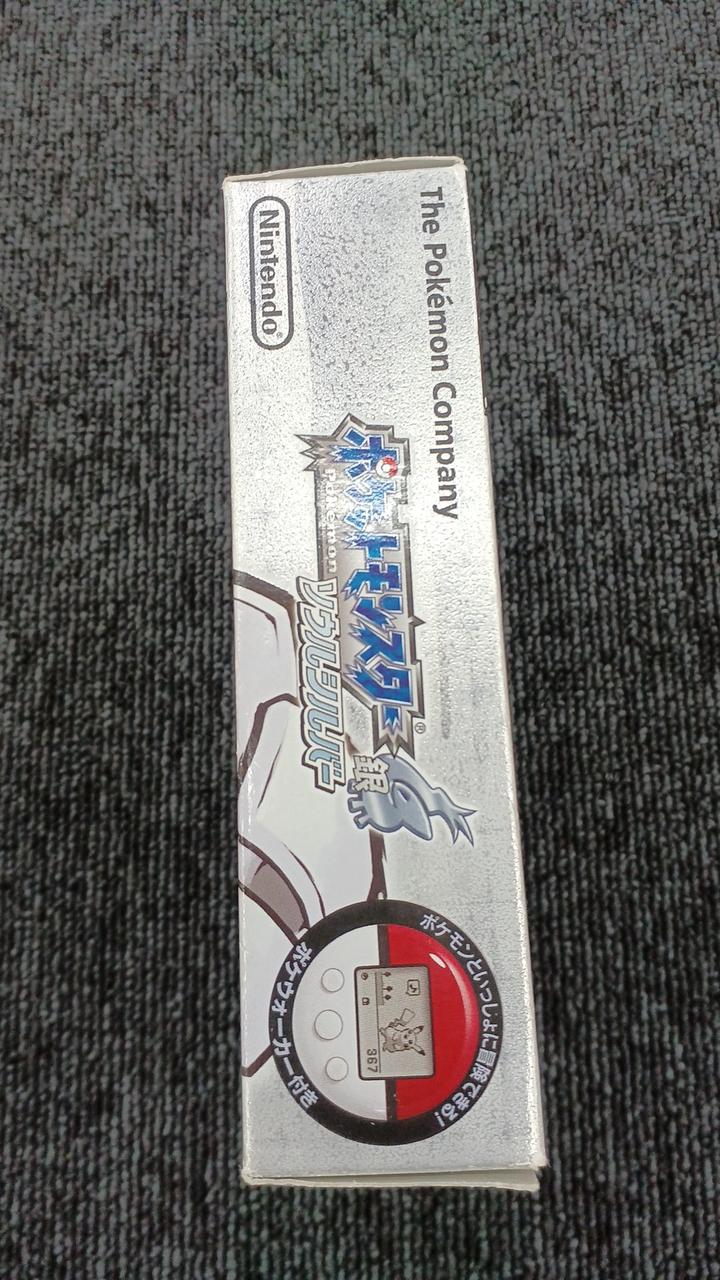 The Pokémon Company
Nintendo®
ポケットモンスター®
Pokémon
銀
ソウルシルバー
ポケモンといっしょに冒険できる!
367
ポケウォーカー付き